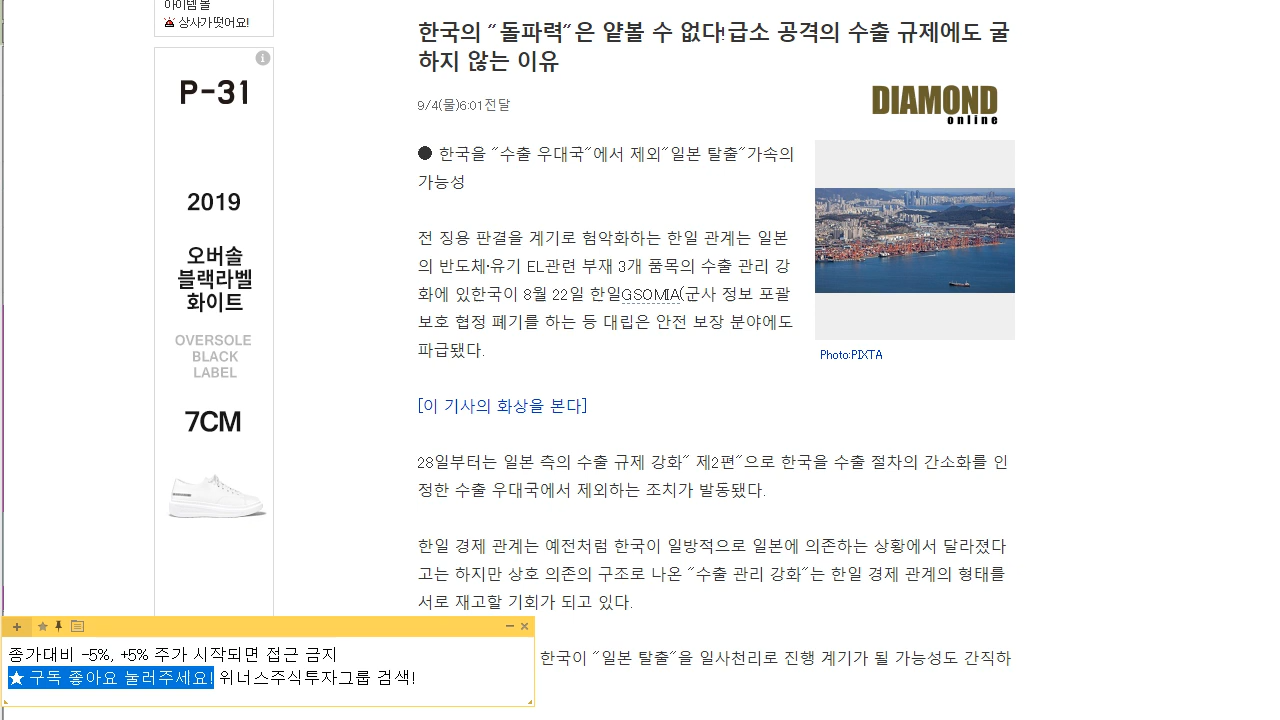 아이템 몰
상사가 떳어요!
P-31
2019
오버솔
블랙라벨
화이트
OVERSOLE
BLACK
LABEL
7CM
한국의 "돌파력"은 얕볼 수 없다!급소 공격의 수출 규제에도 굴
하지 않는 이유
9/4(물)6:01전달
DIAMOND
online
● 한국을 "수출 우대국"에서 제외"일본 탈출"가속의
가능성
전 징용 판결을 계기로 험악화하는 한일 관계는 일본
의 반도체·유기 EL관련 부재 3개 품목의 수출 관리 강
화에 있한국이 8월 22일 한일GSOMIA(군사 정보 포괄
보호 협정 폐기를 하는 등 대립은 안전 보장 분야에도
파급됐다.
Photo:PIXTA
[이 기사의 화상을 본다]
28일부터는 일본 측의 수출 규제 강화" 제2편"으로 한국을 수출 절차의 간소화를 인
정한 수출 우대국에서 제외하는 조치가 발동됐다.
한일 경제 관계는 예전처럼 한국이 일방적으로 일본에 의존하는 상황에서 달라졌다
고는 하지만 상호 의존의 구조로 나온 "수출 관리 강화"는 한일 경제 관계의 형태를
서로 재고할 기회가 되고 있다.
한국이 "일본 탈출"을 일사천리로 진행 계기가 될 가능성도 간직하
종가대비 -5%, +5% 주가 시작되면 접근 금지
★ 구독 좋아요 눌러주세요! 위너스주식투자그룹 검색!